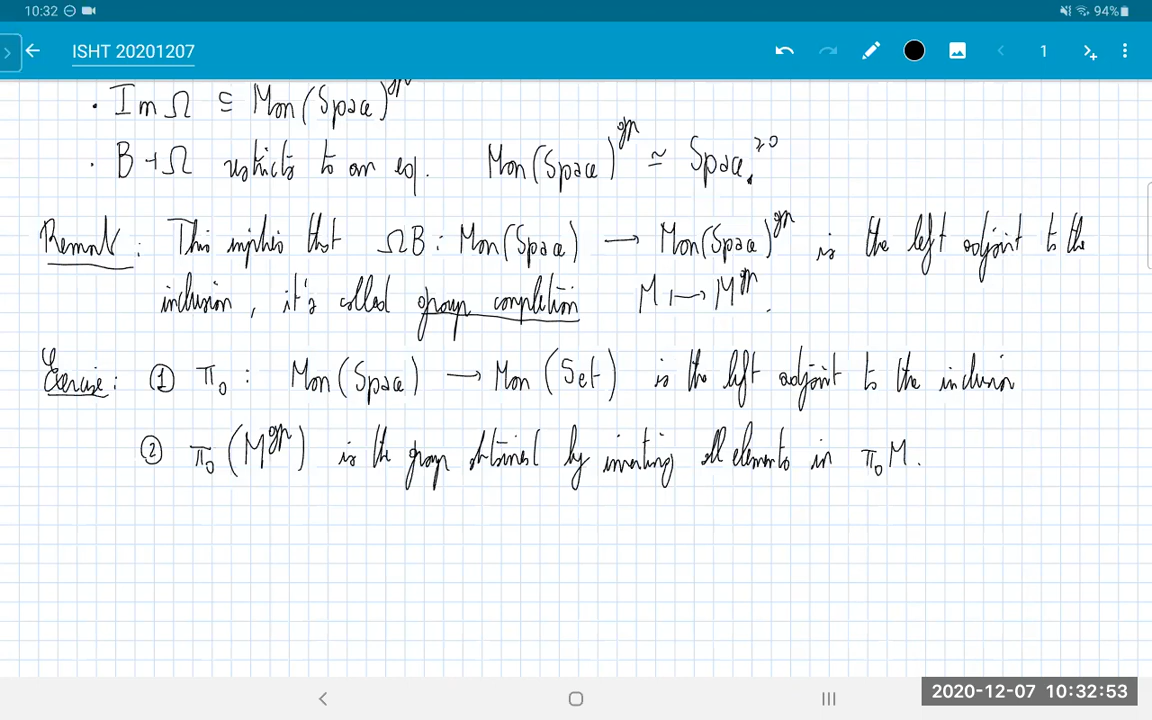 10:32 94%
ISHT 20201207 1
· Im Ω ⊆ Mon(Space)^gp
· B ⊣ Ω restricts to an eq. Mon(Space)^gp ≃ Space.^≥0
Remark: This implies that ΩB : Mon(Space) → Mon(Space)^gp is the left adjoint to the
inclusion, it's called group completion M ↦ M^gp.
Exercise: ① π₀ : Mon(Space) → Mon(Set) is the left adjoint to the inclusion
② π₀(M^gp) is the group obtained by inverting all elements in π₀M.
2020-12-07 10:32:53